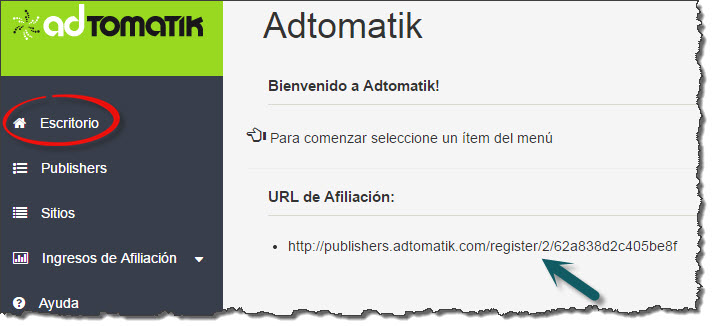 adTOMATIK
Adtomatik
Bienvenido a Adtomatik!
Escritorio
Para comenzar seleccione un ítem del menú
Publishers
URL de Afiliación:
Sitios
http://publishers.adtomatik.com/register/2/62a838d2c405be8f
Ingresos de Afiliación
Ayuda